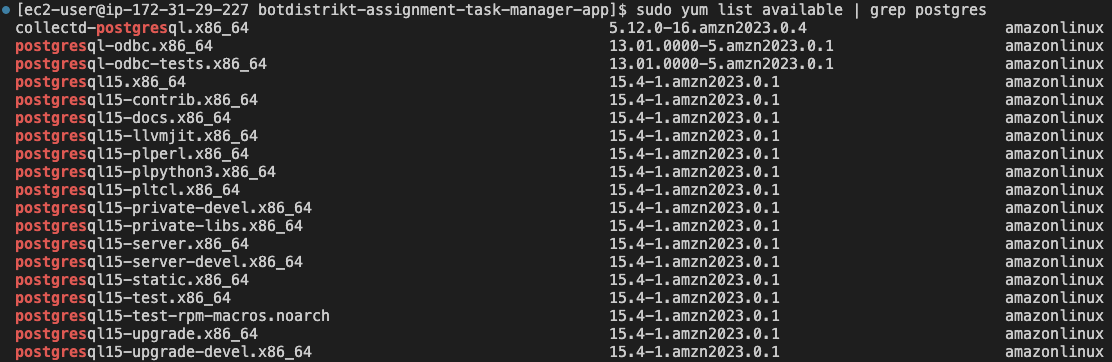 [ec2-user@ip-172-31-29-227 botdistrikt-assignment-task-manager-app]$ sudo yum list available | grep postgres
collectd-postgresql.x86_64 5.12.0-16.amzn2023.0.4 amazonlinux
postgresql-odbc.x86_64 13.01.0000-5.amzn2023.0.1 amazonlinux
postgresql-odbc-tests.x86_64 13.01.0000-5.amzn2023.0.1 amazonlinux
postgresql15.x86_64 15.4-1.amzn2023.0.1 amazonlinux
postgresql15-contrib.x86_64 15.4-1.amzn2023.0.1 amazonlinux
postgresql15-docs.x86_64 15.4-1.amzn2023.0.1 amazonlinux
postgresql15-llvmjit.x86_64 15.4-1.amzn2023.0.1 amazonlinux
postgresql15-plperl.x86_64 15.4-1.amzn2023.0.1 amazonlinux
postgresql15-plpython3.x86_64 15.4-1.amzn2023.0.1 amazonlinux
postgresql15-pltcl.x86_64 15.4-1.amzn2023.0.1 amazonlinux
postgresql15-private-devel.x86_64 15.4-1.amzn2023.0.1 amazonlinux
postgresql15-private-libs.x86_64 15.4-1.amzn2023.0.1 amazonlinux
postgresql15-server.x86_64 15.4-1.amzn2023.0.1 amazonlinux
postgresql15-server-devel.x86_64 15.4-1.amzn2023.0.1 amazonlinux
postgresql15-static.x86_64 15.4-1.amzn2023.0.1 amazonlinux
postgresql15-test.x86_64 15.4-1.amzn2023.0.1 amazonlinux
postgresql15-test-rpm-macros.noarch 15.4-1.amzn2023.0.1 amazonlinux
postgresql15-upgrade.x86_64 15.4-1.amzn2023.0.1 amazonlinux
postgresql15-upgrade-devel.x86_64 15.4-1.amzn2023.0.1 amazonlinux